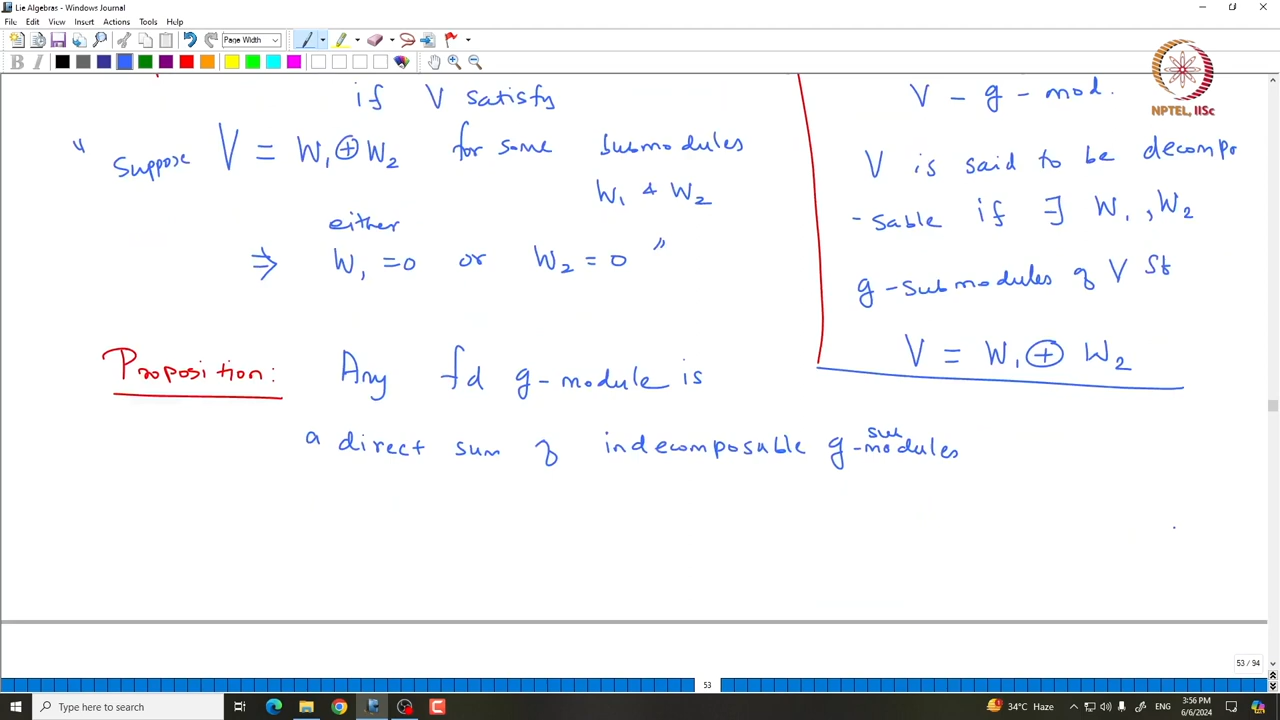 Lie Algebras - Windows Journal
File Edit View Insert Actions Tools Help
Page Width
NPTEL, IISc
if V satisfy
" Suppose V = W₁ ⊕ W₂ for some submodules
W₁ & W₂
either
⇒ W₁ = 0 or W₂ = 0 "
V - g - mod.
V is said to be decompo
-sable if ∃ W₁, W₂
g-submodules of V st
V = W₁ ⊕ W₂
Proposition: Any fd g-module is
a direct sum of indecomposable g-submodules
53 / 94
53
Type here to search
34°C Haze
ENG
3:56 PM
6/6/2024